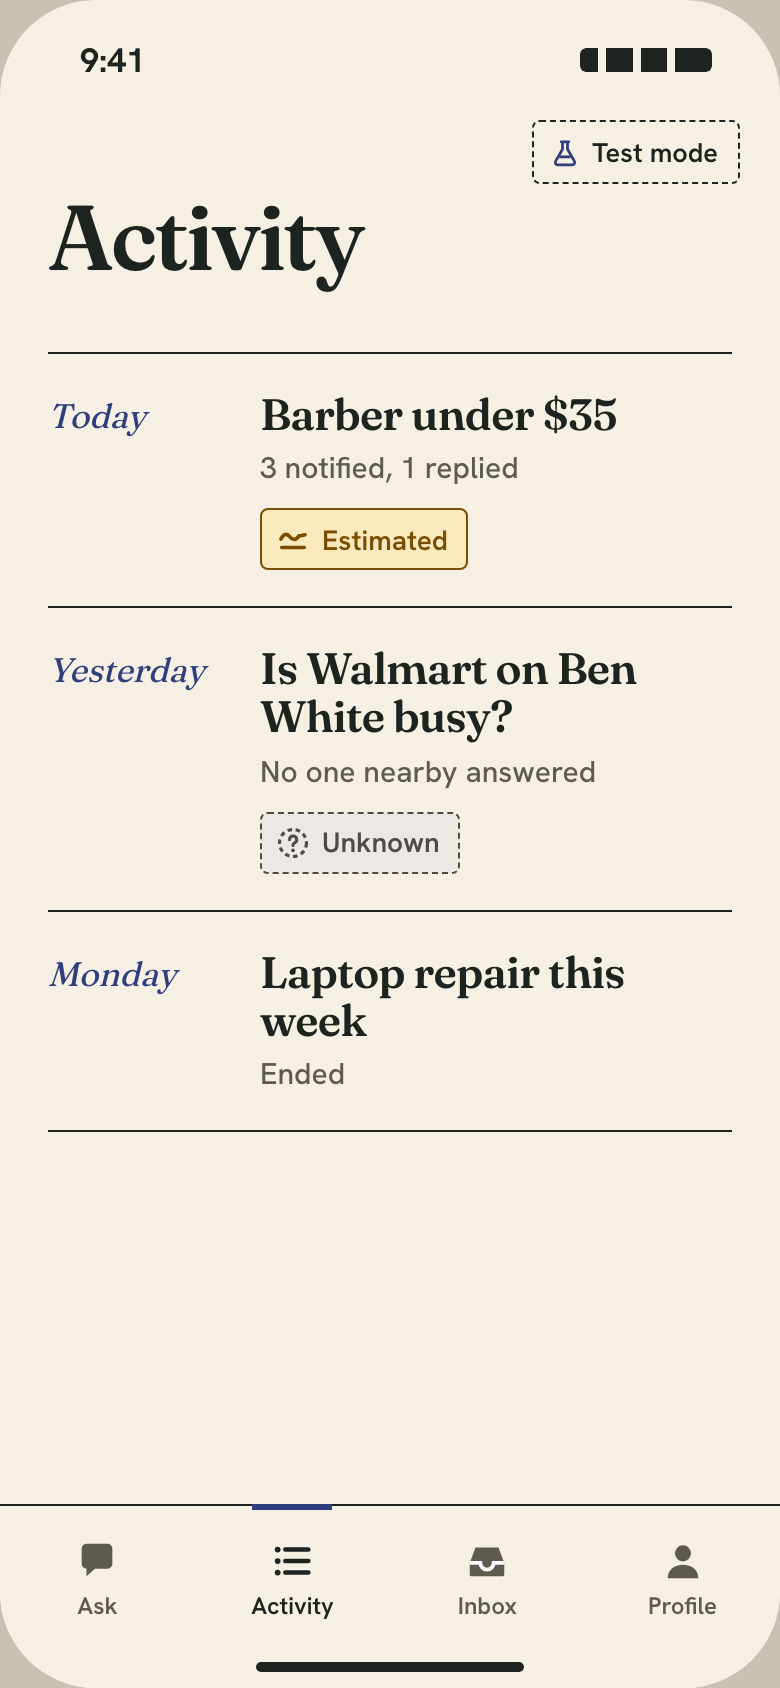 9:41
Test mode
Activity
Today
Barber under $35
3 notified, 1 replied
Estimated
Yesterday
Is Walmart on Ben
White busy?
No one nearby answered
Unknown
Monday
Laptop repair this
week
Ended
Ask
Activity
Inbox
Profile